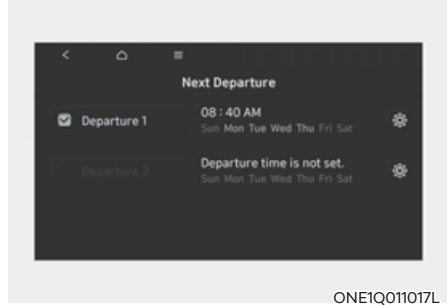 Next Departure
Departure 1
08 : 40 AM
Sun Mon Tue Wed Thu Fri Sat
Departure 2
Departure time is not set.
Sun Mon Tue Wed Thu Fri Sat
ONE1Q011017L